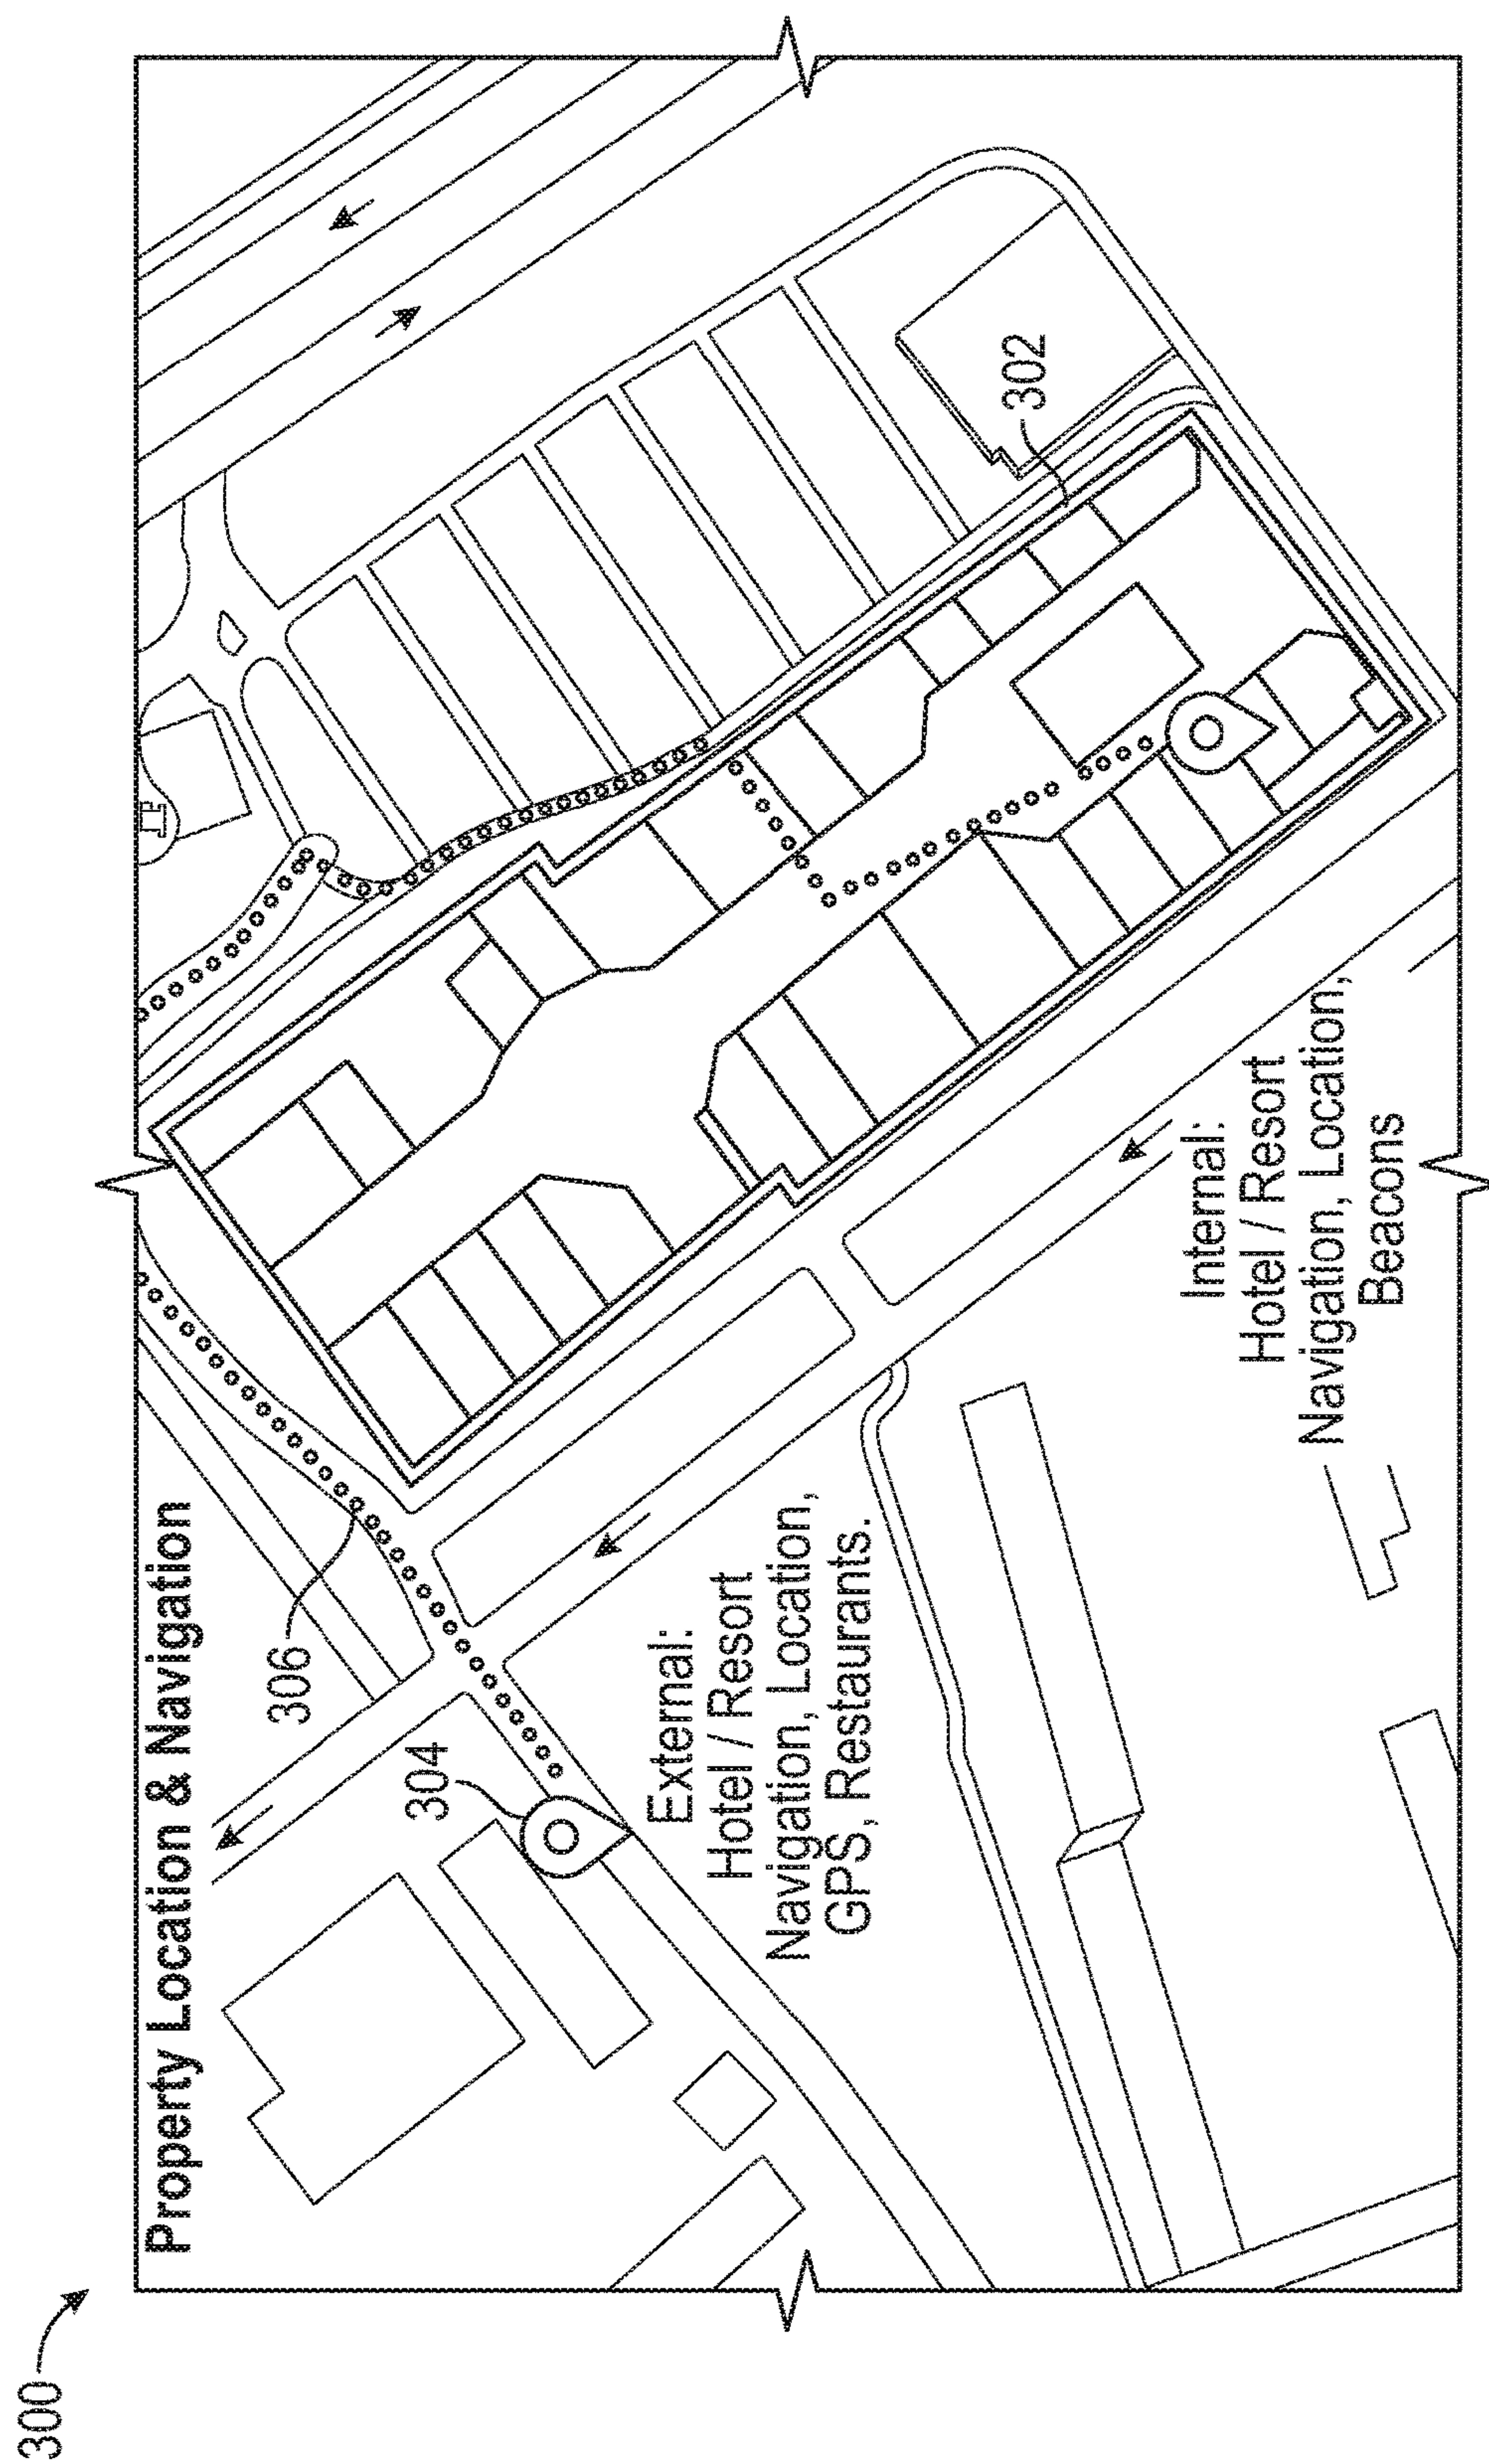 300
Property Location & Navigation
306
304
302
External:
Hotel / Resort
Navigation, Location,
GPS, Restaurants.
Internal:
Hotel / Resort
Navigation, Location,
Beacons